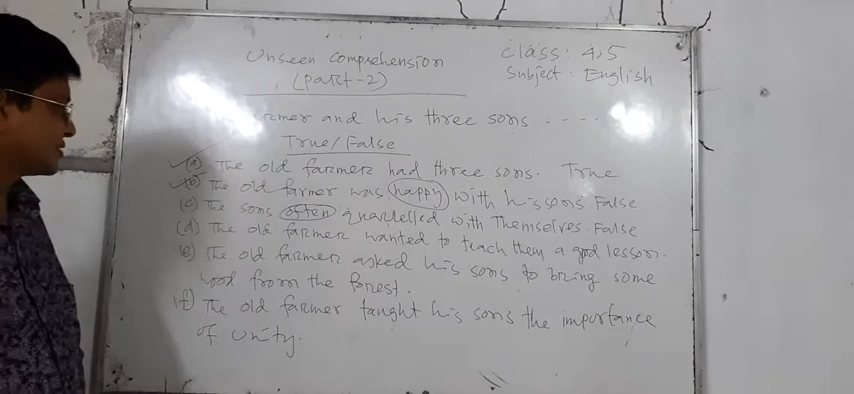 Unseen Comprehension
(part-2)
Class: 4,5
Subject: English
and his three sons ....
True/False
(a) The old farmer had three sons. True
(b) The old farmer was happy with his sons. False
(c) The sons often quarrelled with Themselves. False
(d) The old farmer wanted to teach them a good lesson.
(e) The old farmer asked his sons to bring some
wood from the forest.
(f) The old farmer taught his sons the importance
of unity.